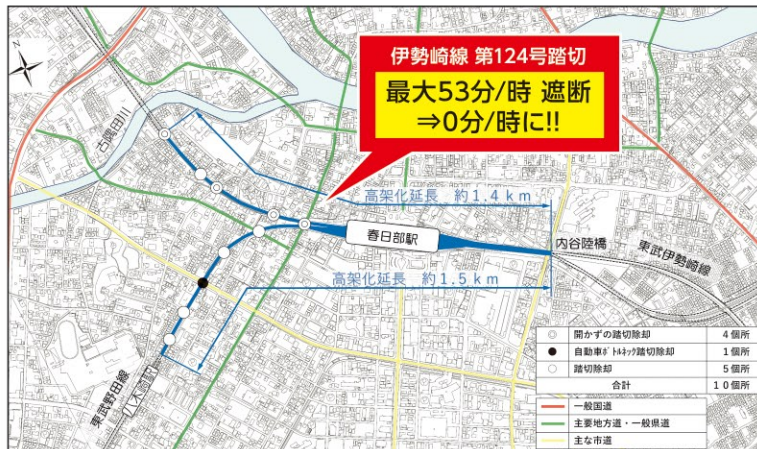 伊勢崎線 第124号踏切
最大53分/時 遮断
⇒0分/時に!!
N
古隅田川
高架化延長 約1.4km
春日部駅
内谷陸橋
東武伊勢崎線
高架化延長 約1.5km
東武野田線
八木崎駅
◎ 開かずの踏切除却 4個所
● 自動車ボトルネック踏切除却 1個所
○ 踏切除却 5個所
合計 10個所
一般国道
主要地方道・一般県道
主な市道